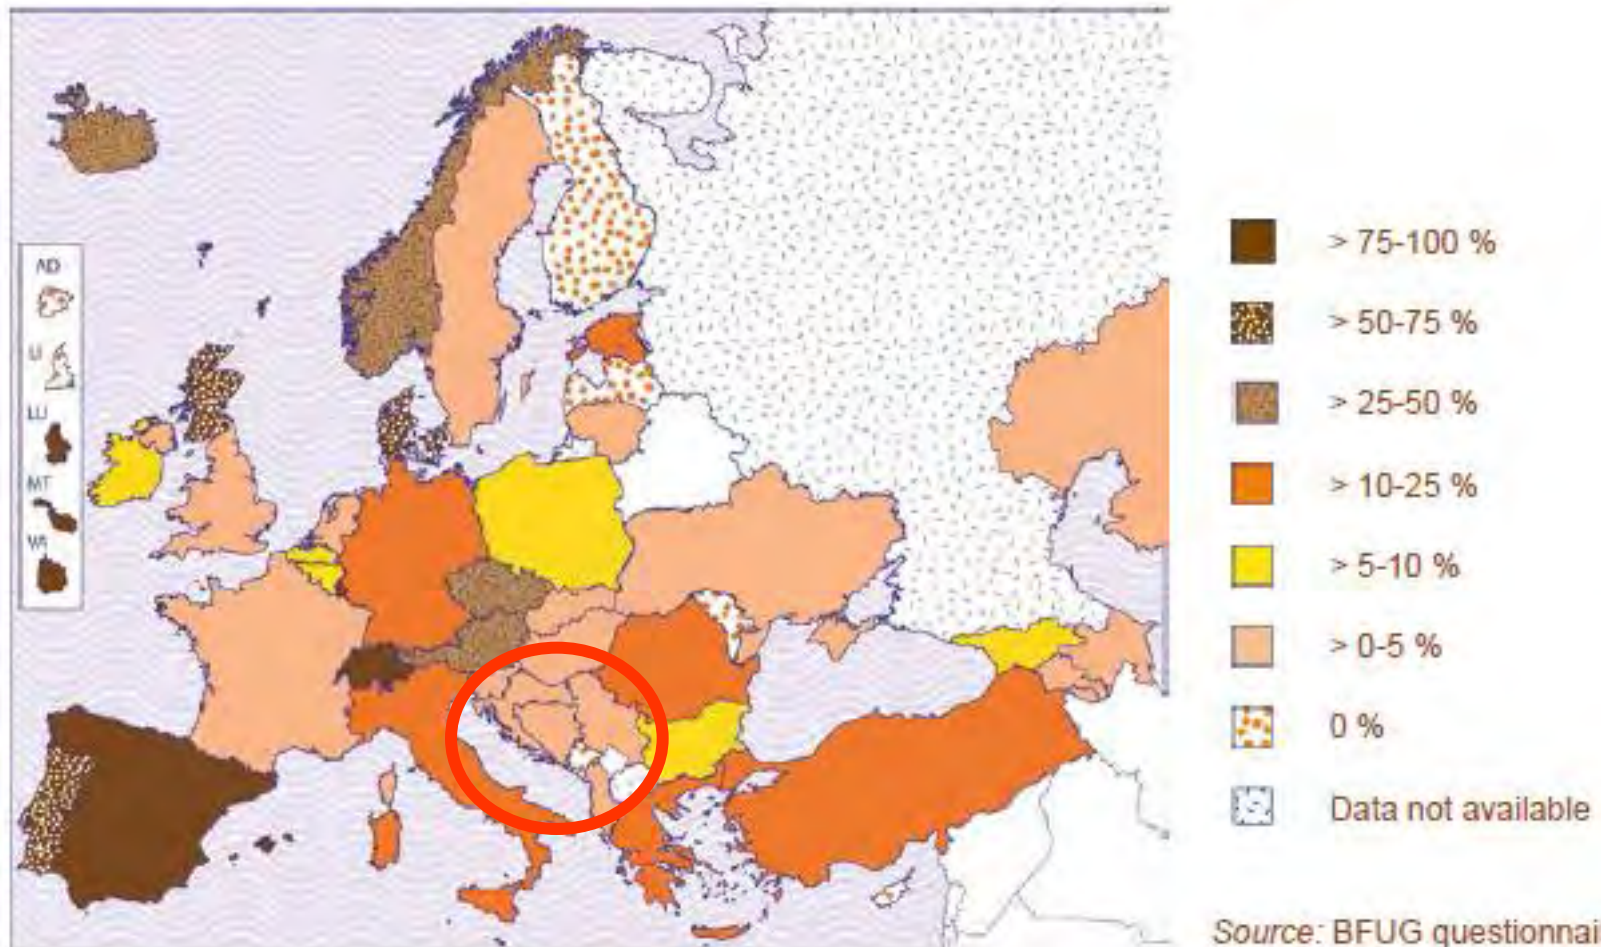 AD
LI
LU
MT
VA
> 75-100 %
> 50-75 %
> 25-50 %
> 10-25 %
> 5-10 %
> 0-5 %
0 %
Data not available
Source: BFUG questionnai